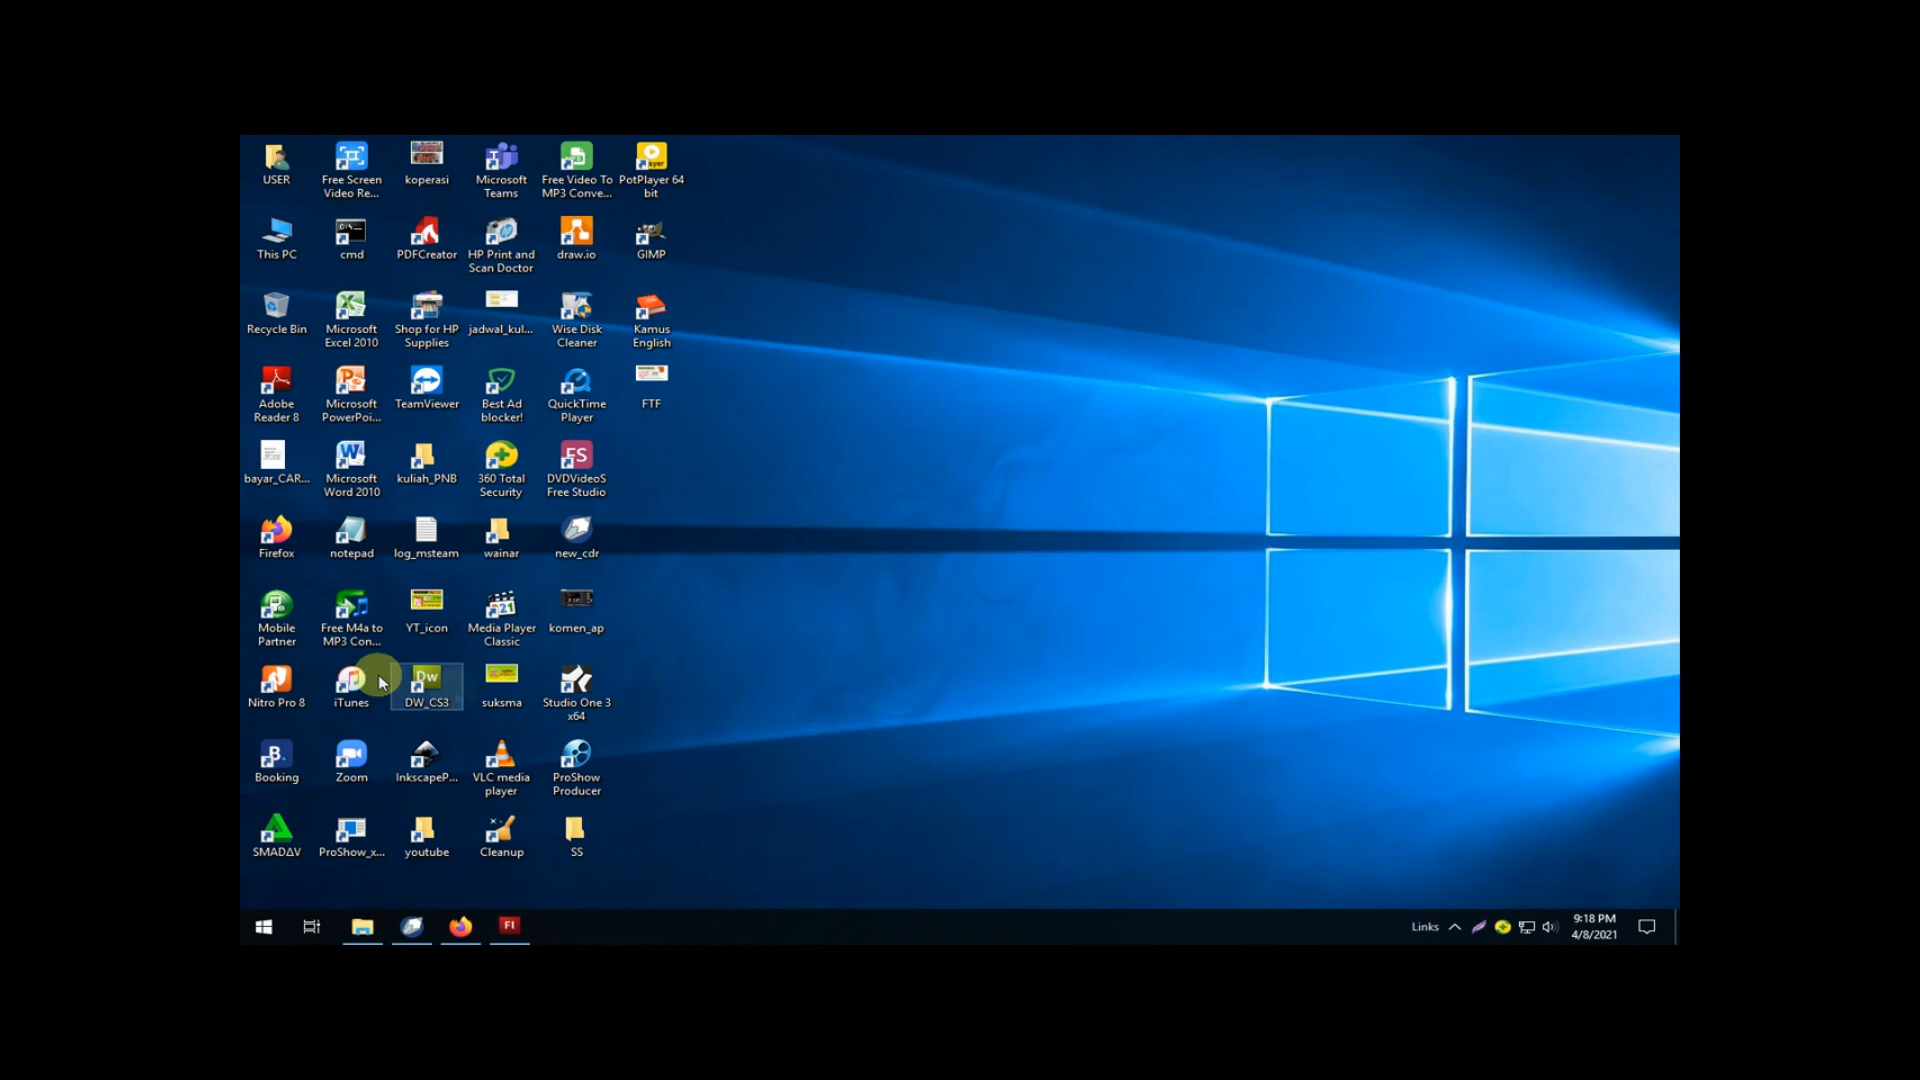 USER
Free Screen
Video Re...
koperasi
Microsoft
Teams
Free Video To
MP3 Conve...
PotPlayer 64
bit
This PC
cmd
PDFCreator
HP Print and
Scan Doctor
draw.io
GIMP
Recycle Bin
Microsoft
Excel 2010
Shop for HP
Supplies
jadwal_kul...
Wise Disk
Cleaner
Kamus
English
Adobe
Reader 8
Microsoft
PowerPoi...
TeamViewer
Best Ad
blocker!
QuickTime
Player
FTF
bayar_CAR...
Microsoft
Word 2010
kuliah_PNB
360 Total
Security
FS
DVDVideoS
Free Studio
Firefox
notepad
log_msteam
wainar
new_cdr
Mobile
Partner
Free M4a to
MP3 Con...
YT_icon
Media Player
Classic
komen_ap
Nitro Pro 8
iTunes
Dw
DW_CS3
suksma
Studio One 3
x64
B.
Booking
Zoom
InkscapeP...
VLC media
player
ProShow
Producer
SMADΔV
ProShow_x...
youtube
Cleanup
SS
Fl
Links
9:18 PM
4/8/2021